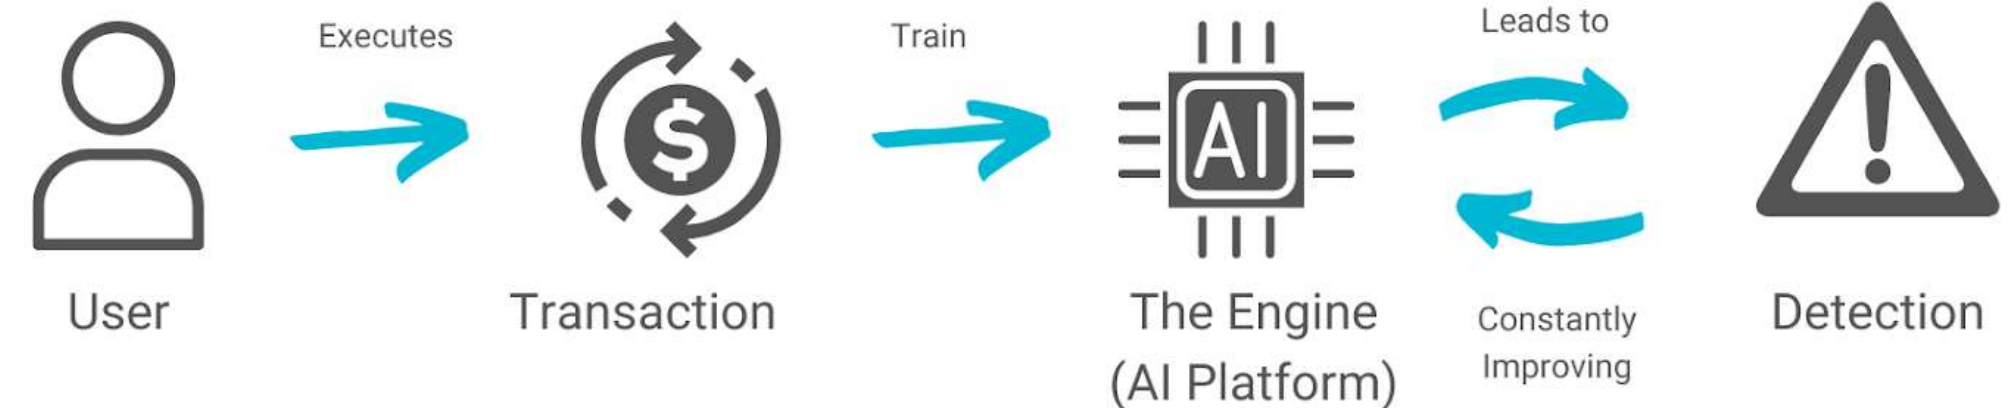 Executes
Train
Leads to
$
AI
User
Transaction
The Engine
(AI Platform)
Constantly
Improving
Detection